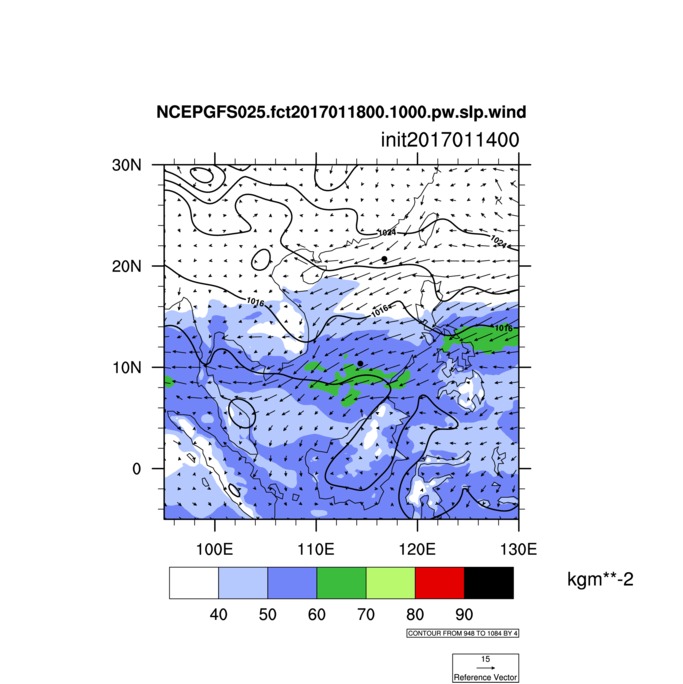 NCEPGFS025.fct2017011800.1000.pw.slp.wind
init2017011400
30N
1024
1024
20N
1016
1016
1016
10N
0
100E 110E 120E 130E
kgm**-2
40 50 60 70 80 90
CONTOUR FROM 948 TO 1084 BY 4
15
Reference Vector